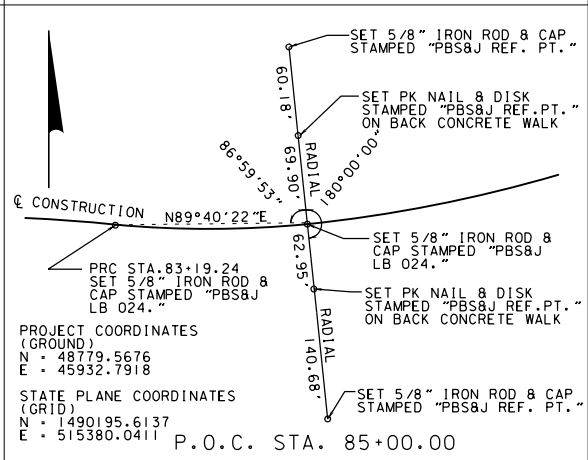 SET 5/8" IRON ROD & CAP
STAMPED "PBS&J REF. PT."
60.18'
SET PK NAIL & DISK
STAMPED "PBS&J REF.PT."
ON BACK CONCRETE WALK
RADIAL
69.90'
86°59'53"
180°00'00"
℄ CONSTRUCTION
N89°40'22"E
SET 5/8" IRON ROD &
CAP STAMPED "PBS&J
LB 024."
62.95'
PRC STA.83+19.24
SET 5/8" IRON ROD &
CAP STAMPED "PBS&J
LB 024."
SET PK NAIL & DISK
STAMPED "PBS&J REF.PT."
ON BACK CONCRETE WALK
RADIAL
140.68'
PROJECT COORDINATES
(GROUND)
N = 48779.5676
E = 45932.7918
STATE PLANE COORDINATES
(GRID)
N = 1490195.6137
E = 515380.0411
SET 5/8" IRON ROD & CAP
STAMPED "PBS&J REF. PT."
P.O.C. STA. 85+00.00